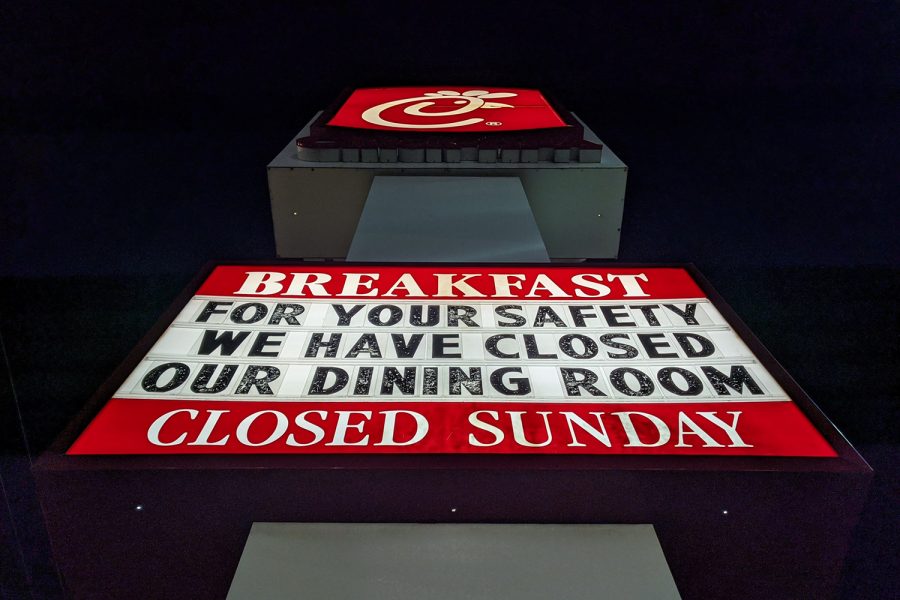 ®
BREAKFAST
FOR YOUR SAFETY
WE HAVE CLOSED
OUR DINING ROOM
CLOSED SUNDAY